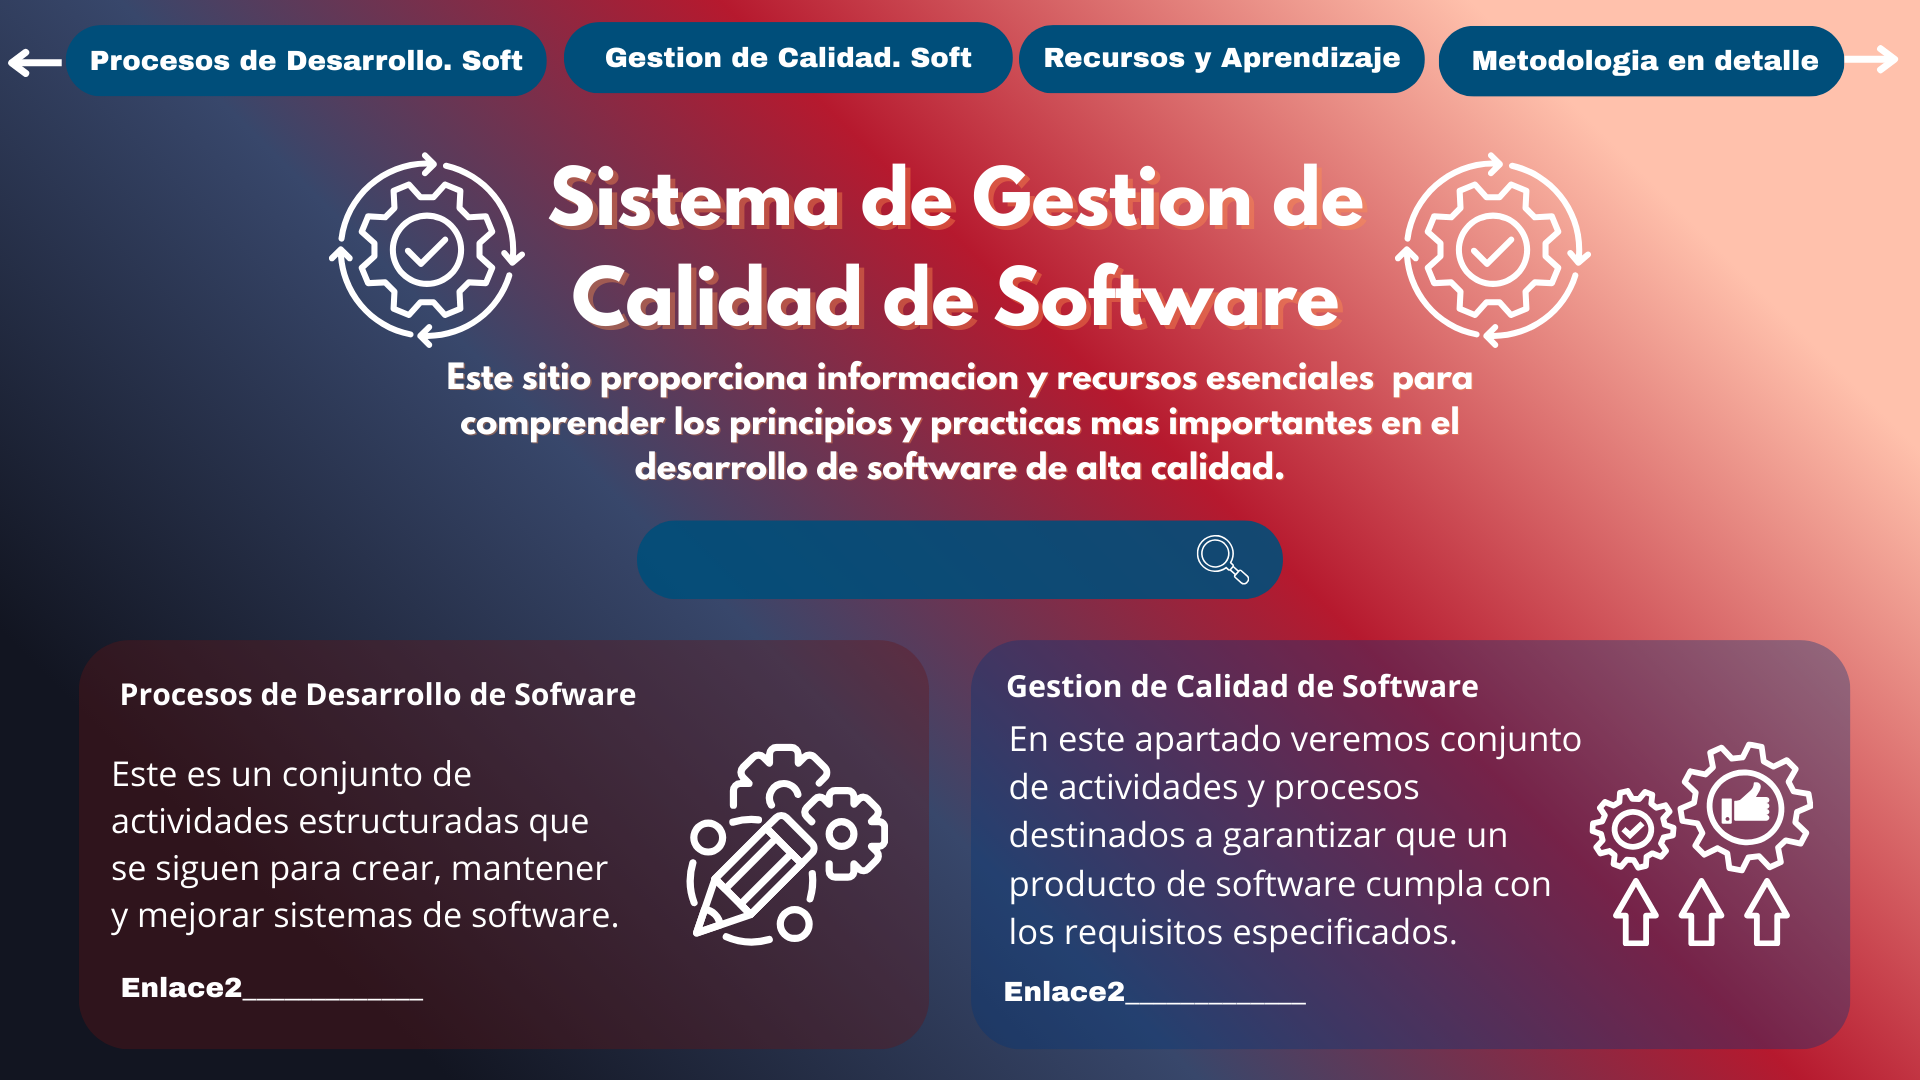 Procesos de Desarrollo. Soft
Gestion de Calidad. Soft
Recursos y Aprendizaje
Metodologia en detalle
Sistema de Gestion de
Calidad de Software
Este sitio proporciona informacion y recursos esenciales para
comprender los principios y practicas mas importantes en el
desarrollo de software de alta calidad.
Procesos de Desarrollo de Sofware
Este es un conjunto de
actividades estructuradas que
se siguen para crear, mantener
y mejorar sistemas de software.
Enlace2_____________
Gestion de Calidad de Software
En este apartado veremos conjunto
de actividades y procesos
destinados a garantizar que un
producto de software cumpla con
los requisitos especificados.
Enlace2_____________